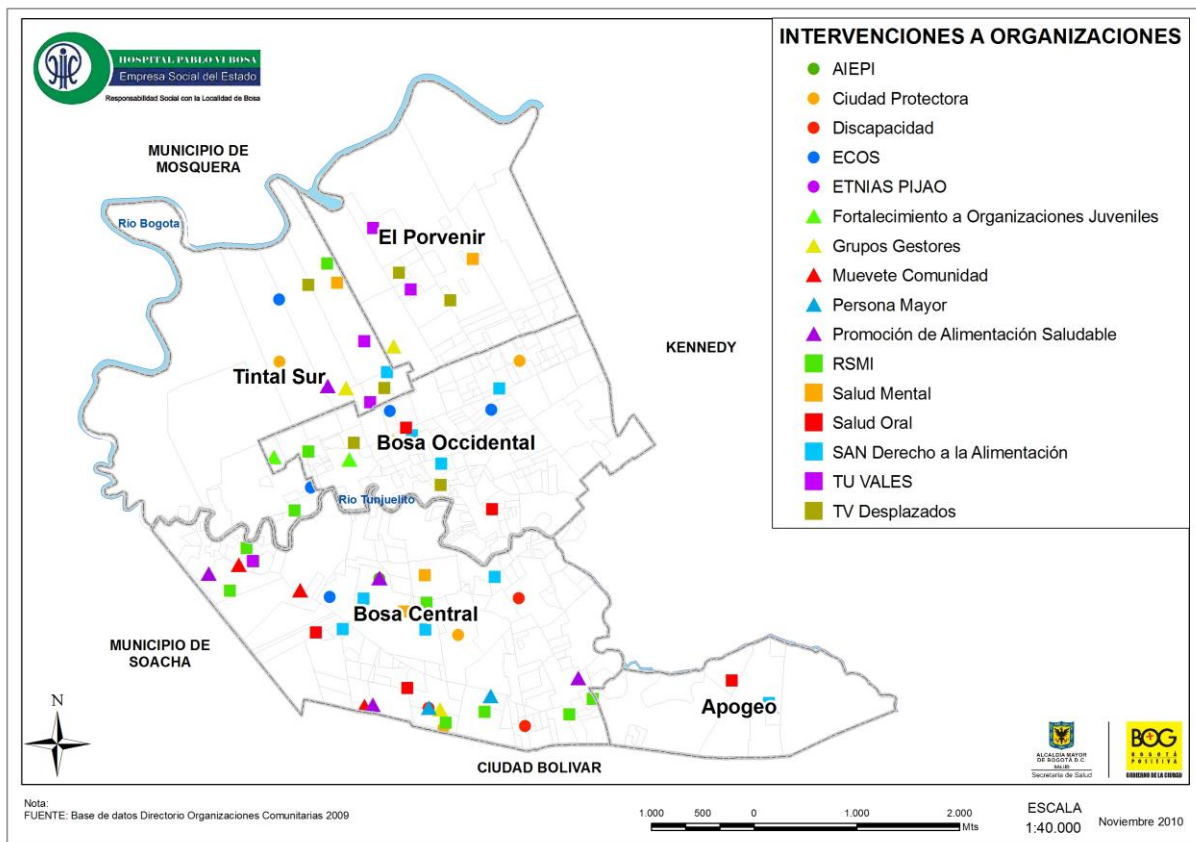 HOSPITAL PABLO VI BOSA
Empresa Social del Estado
Responsabilidad Social con la Localidad de Bosa
INTERVENCIONES A ORGANIZACIONES
AIEPI
Ciudad Protectora
Discapacidad
ECOS
ETNIAS PIJAO
Fortalecimiento a Organizaciones Juveniles
Grupos Gestores
Muevete Comunidad
Persona Mayor
Promoción de Alimentación Saludable
RSMI
Salud Mental
Salud Oral
SAN Derecho a la Alimentación
TU VALES
TV Desplazados
MUNICIPIO DE
MOSQUERA
Río Bogota
El Porvenir
KENNEDY
Tintal Sur
Bosa Occidental
Río Tunjuelito
Bosa Central
MUNICIPIO DE
SOACHA
Apogeo
N
CIUDAD BOLIVAR
ALCALDÍA MAYOR
DE BOGOTÁ D.C.
SALUD
Secretaría de Salud
BOG
BOGOTÁ
POSITIVA
GOBIERNO DE LA CIUDAD
Nota:
FUENTE: Base de datos Directorio Organizaciones Comunitarias 2009
1.000 500 0 1.000 2.000
Mts
ESCALA
1:40.000
Noviembre 2010